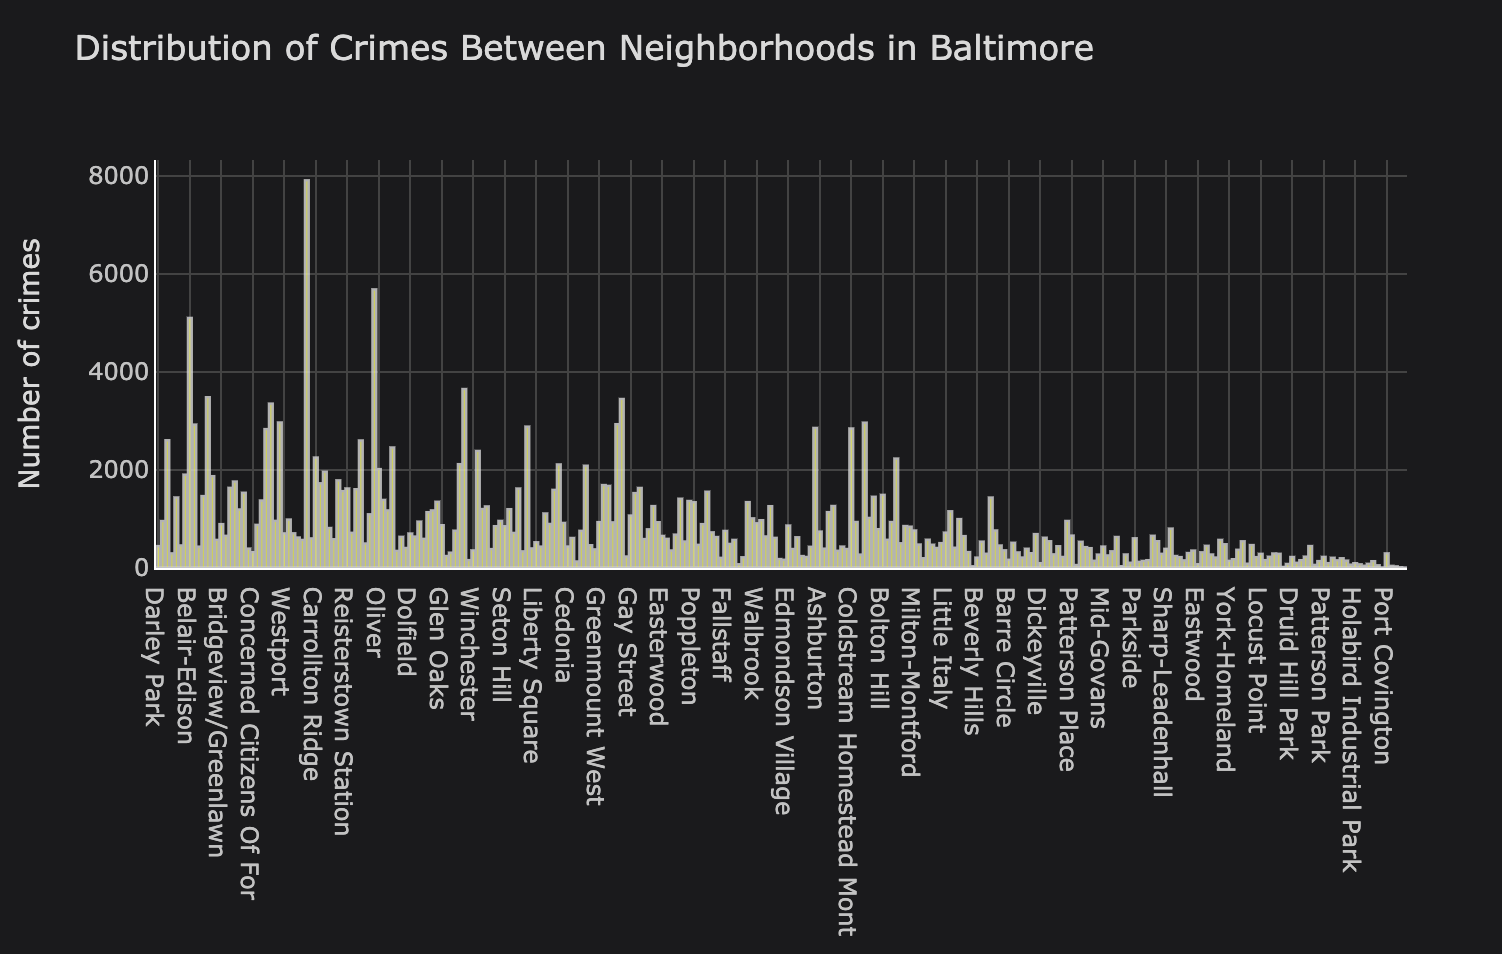 Distribution of Crimes Between Neighborhoods in Baltimore
Number of crimes
8000
6000
4000
2000
0
Darley Park
Belair-Edison
Bridgeview/Greenlawn
Concerned Citizens Of For
Westport
Carrollton Ridge
Reisterstown Station
Oliver
Dolfield
Glen Oaks
Winchester
Seton Hill
Liberty Square
Cedonia
Greenmount West
Gay Street
Easterwood
Poppleton
Fallstaff
Walbrook
Edmondson Village
Ashburton
Coldstream Homestead Mont
Bolton Hill
Milton-Montford
Little Italy
Beverly Hills
Barre Circle
Dickeyville
Patterson Place
Mid-Govans
Parkside
Sharp-Leadenhall
Eastwood
York-Homeland
Locust Point
Druid Hill Park
Patterson Park
Holabird Industrial Park
Port Covington